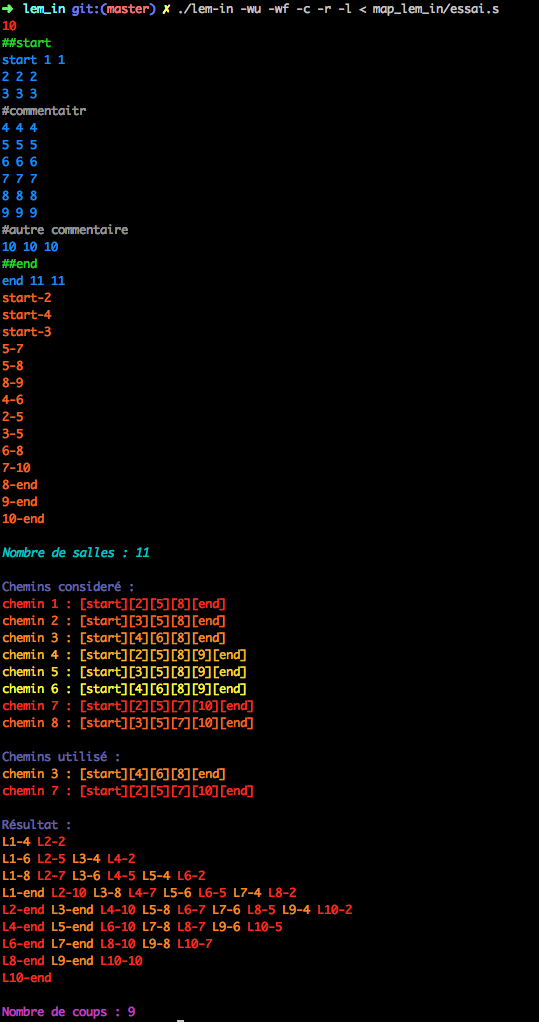 ➜ lem_in git:(master) ✗ ./lem-in -wu -wf -c -r -l < map_lem_in/essai.s
10
##start
start 1 1
2 2 2
3 3 3
#commentaitr
4 4 4
5 5 5
6 6 6
7 7 7
8 8 8
9 9 9
#autre commentaire
10 10 10
##end
end 11 11
start-2
start-4
start-3
5-7
5-8
8-9
4-6
2-5
3-5
6-8
7-10
8-end
9-end
10-end
Nombre de salles : 11
Chemins consideré :
chemin 1 : [start][2][5][8][end]
chemin 2 : [start][3][5][8][end]
chemin 3 : [start][4][6][8][end]
chemin 4 : [start][2][5][8][9][end]
chemin 5 : [start][3][5][8][9][end]
chemin 6 : [start][4][6][8][9][end]
chemin 7 : [start][2][5][7][10][end]
chemin 8 : [start][3][5][7][10][end]
Chemins utilisé :
chemin 3 : [start][4][6][8][end]
chemin 7 : [start][2][5][7][10][end]
Résultat :
L1-4 L2-2
L1-6 L2-5 L3-4 L4-2
L1-8 L2-7 L3-6 L4-5 L5-4 L6-2
L1-end L2-10 L3-8 L4-7 L5-6 L6-5 L7-4 L8-2
L2-end L3-end L4-10 L5-8 L6-7 L7-6 L8-5 L9-4 L10-2
L4-end L5-end L6-10 L7-8 L8-7 L9-6 L10-5
L6-end L7-end L8-10 L9-8 L10-7
L8-end L9-end L10-10
L10-end
Nombre de coups : 9